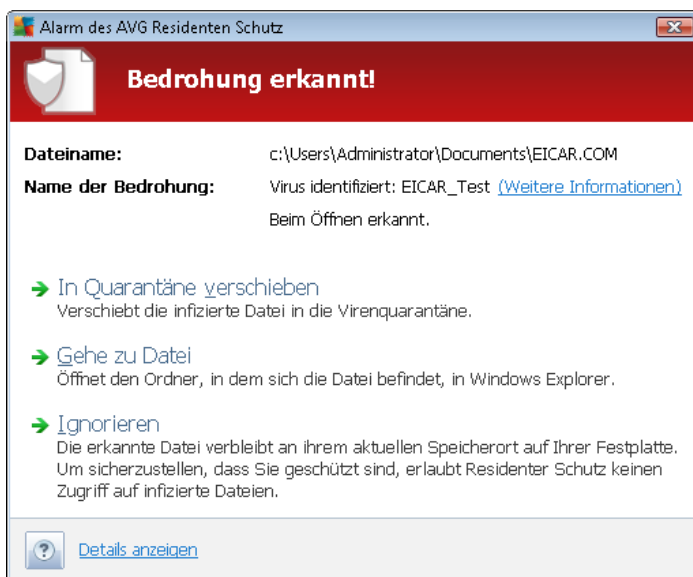 Alarm des AVG Residenten Schutz
Bedrohung erkannt!
Dateiname: c:\Users\Administrator\Documents\EICAR.COM
Name der Bedrohung: Virus identifiziert: EICAR_Test (Weitere Informationen)
Beim Öffnen erkannt.
In Quarantäne verschieben
Verschiebt die infizierte Datei in die Virenquarantäne.
Gehe zu Datei
Öffnet den Ordner, in dem sich die Datei befindet, in Windows Explorer.
Ignorieren
Die erkannte Datei verbleibt an ihrem aktuellen Speicherort auf Ihrer Festplatte.
Um sicherzustellen, dass Sie geschützt sind, erlaubt Residenter Schutz keinen
Zugriff auf infizierte Dateien.
? Details anzeigen